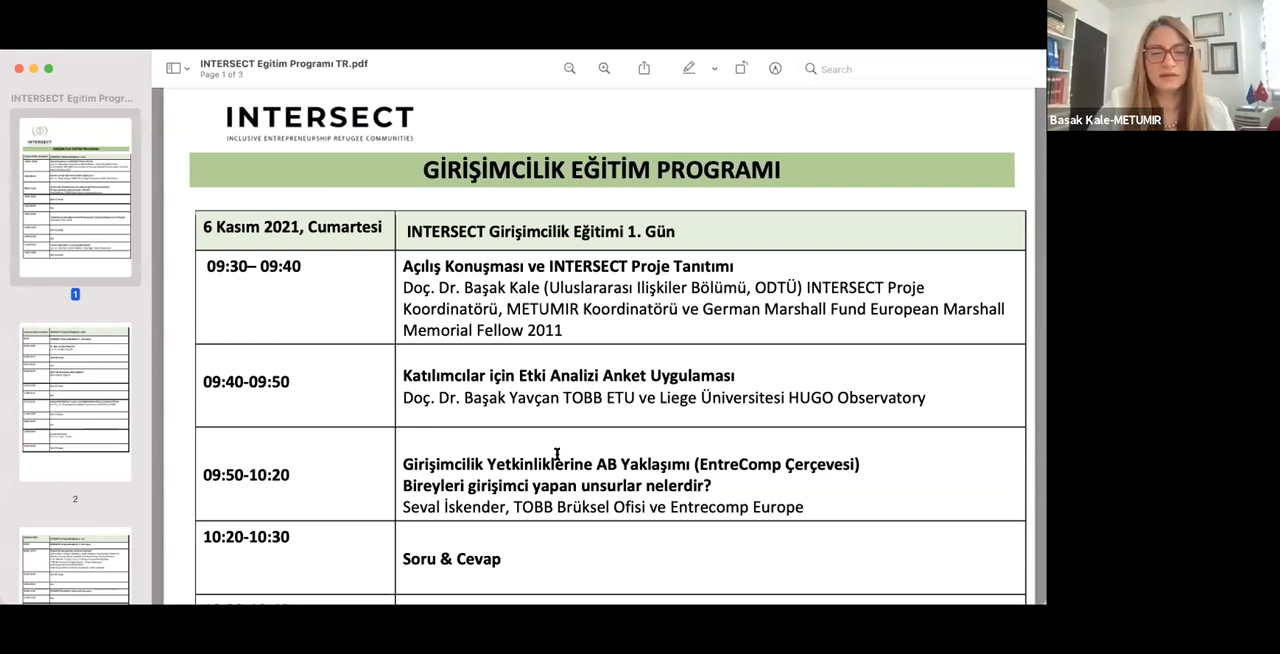 INTERSECT Egitim Programı TR.pdf
Page 1 of 3
Search
INTERSECT Egitim Progr...
1
2
INTERSECT
INCLUSIVE ENTREPRENEURSHIP REFUGEE COMMUNITIES
GİRİŞİMCİLİK EĞİTİM PROGRAMI
6 Kasım 2021, Cumartesi
INTERSECT Girişimcilik Eğitimi 1. Gün
09:30– 09:40
Açılış Konuşması ve INTERSECT Proje Tanıtımı
Doç. Dr. Başak Kale (Uluslararası Ilişkiler Bölümü, ODTÜ) INTERSECT Proje
Koordinatörü, METUMIR Koordinatörü ve German Marshall Fund European Marshall
Memorial Fellow 2011
09:40-09:50
Katılımcılar için Etki Analizi Anket Uygulaması
Doç. Dr. Başak Yavçan TOBB ETU ve Liege Üniversitesi HUGO Observatory
09:50-10:20
Girişimcilik Yetkinliklerine AB Yaklaşımı (EntreComp Çerçevesi)
Bireyleri girişimci yapan unsurlar nelerdir?
Seval İskender, TOBB Brüksel Ofisi ve Entrecomp Europe
10:20-10:30
Soru & Cevap
Basak Kale-METUMIR